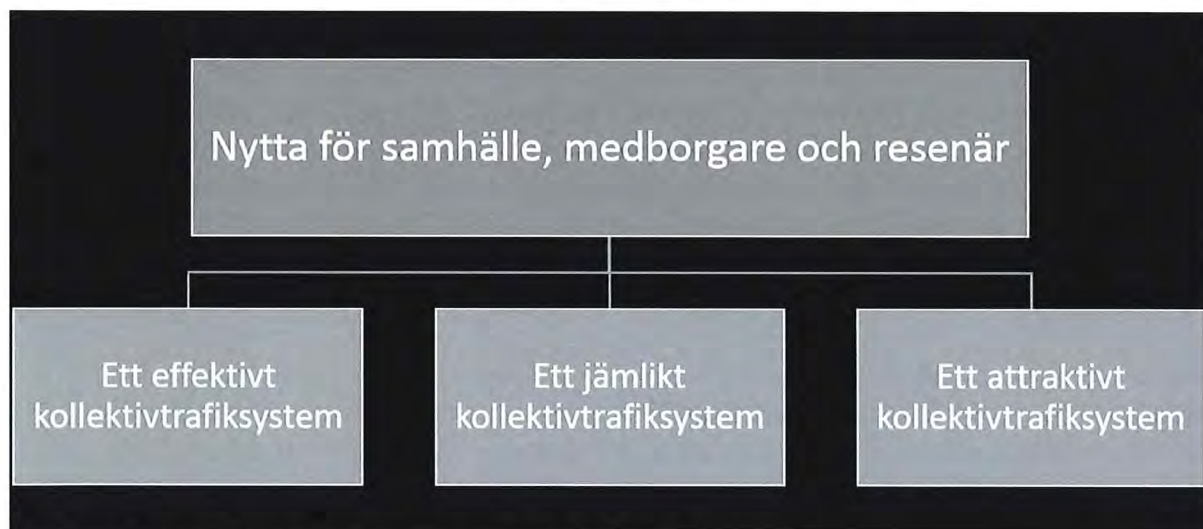 Nytta för samhälle, medborgare och resenär
Ett effektivt
kollektivtrafiksystem
Ett jämlikt
kollektivtrafiksystem
Ett attraktivt
kollektivtrafiksystem